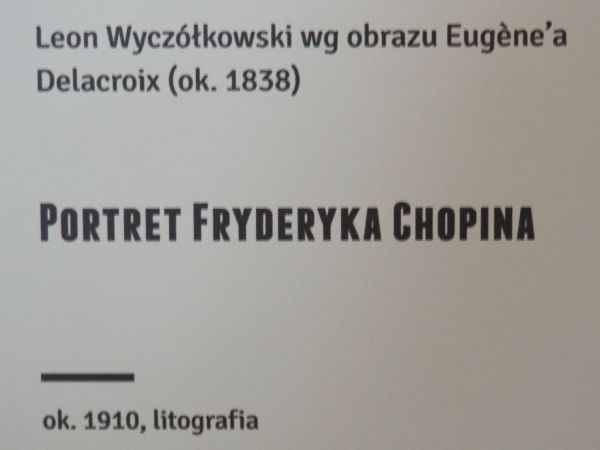 Leon Wyczółkowski wg obrazu Eugène’a
Delacroix (ok. 1838)
Portret Fryderyka Chopina
ok. 1910, litografia